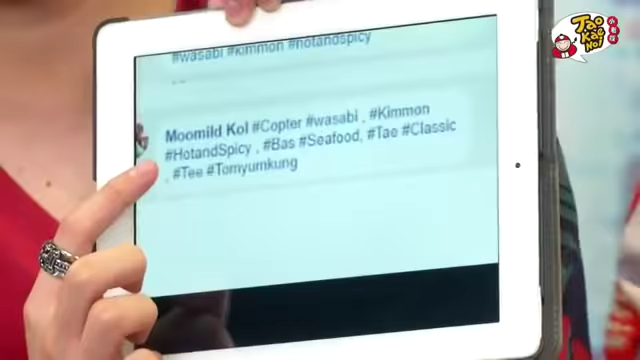 #wasabi #kimmon #hotandspicy
Moomild Kol #Copter #wasabi , #Kimmon
#HotandSpicy , #Bas #Seafood, #Tae #Classic
, #Tee #Tomyumkung
Tao
Kae
Noi